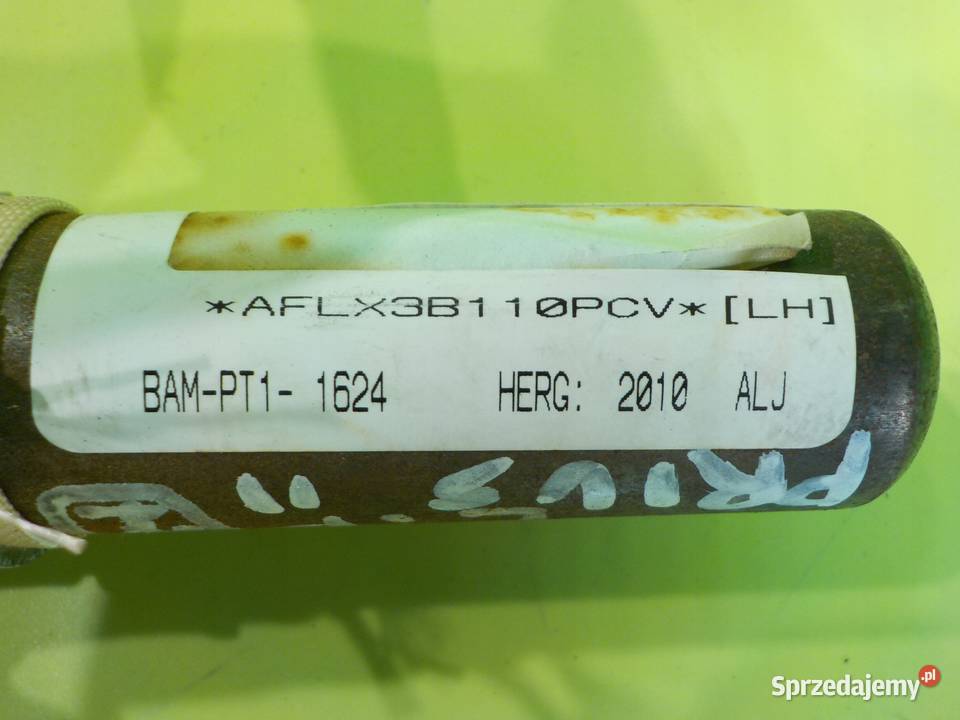 *AFLX3B110PCV* [LH]
BAM-PT1- 1624 HERG: 2010 ALJ
PRIUS
Sprzedajemy.pl